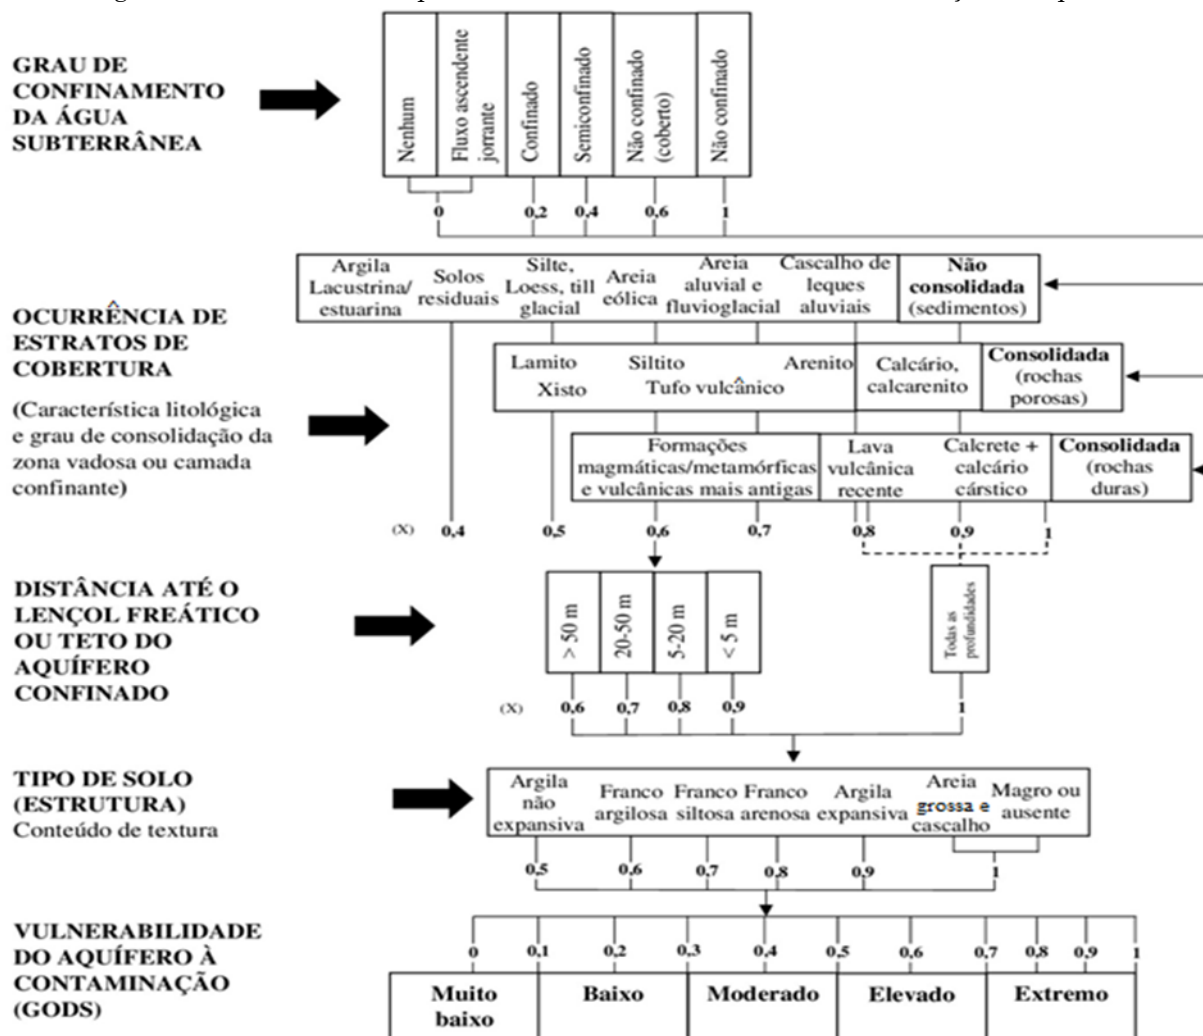 GRAU DE
CONFINAMENTO
DA ÁGUA
SUBTERRÂNEA
Nenhum
Fluxo ascendente
jorrante
Confinado
Semiconfinado
Não confinado
(coberto)
Não confinado
0
0,2
0,4
0,6
1
OCURRÊNCIA DE
ESTRATOS DE
COBERTURA
(Característica litológica
e grau de consolidação da
zona vadosa ou camada
confinante)
Argila
Lacustrina/
estuarina
Solos
residuais
Silte,
Loess, till
glacial
Areia
eólica
Areia
aluvial e
fluvioglacial
Cascalho de
leques
aluviais
Não
consolidada
(sedimentos)
Lamito
Xisto
Siltito
Tufo vulcânico
Arenito
Calcário,
calcarenito
Consolidada
(rochas
porosas)
Formações
magmáticas/metamórficas
e vulcânicas mais antigas
Lava
vulcânica
recente
Calcrete +
calcário
cárstico
Consolidada
(rochas
duras)
(X)
0,4
0,5
0,6
0,7
0,8
0,9
1
DISTÂNCIA ATÉ O
LENÇOL FREÁTICO
OU TETO DO
AQUÍFERO
CONFINADO
> 50 m
20-50 m
5-20 m
< 5 m
Todas as
profundidades
(X)
0,6
0,7
0,8
0,9
1
TIPO DE SOLO
(ESTRUTURA)
Conteúdo de textura
Argila
não
expansiva
Franco
argilosa
Franco
siltosa
Franco
arenosa
Argila
expansiva
Areia
grossa e
cascalho
Magro ou
ausente
0,5
0,6
0,7
0,8
0,9
1
VULNERABILIDADE
DO AQUÍFERO À
CONTAMINAÇÃO
(GODS)
0
0,1
0,2
0,3
0,4
0,5
0,6
0,7
0,8
0,9
1
Muito
baixo
Baixo
Moderado
Elevado
Extremo